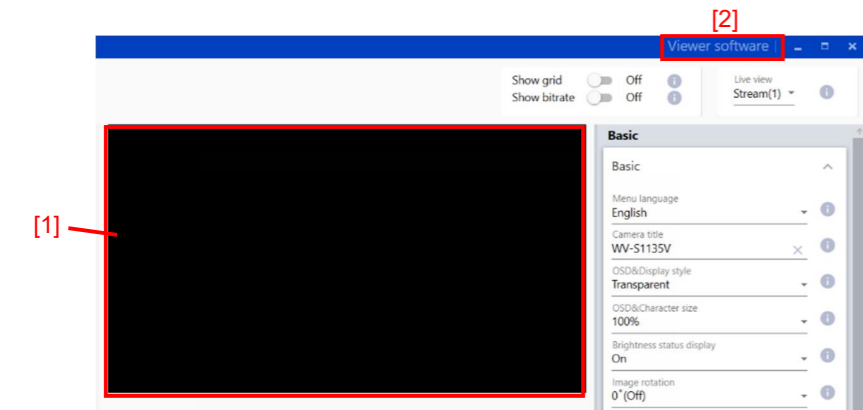 [2]
Viewer software |
Show grid Off
Show bitrate Off
Live view
Stream(1)
Basic
Basic
[1]
Menu language
English
Camera title
WV-S1135V
OSD&Display style
Transparent
OSD&Character size
100%
Brightness status display
On
Image rotation
0°(Off)